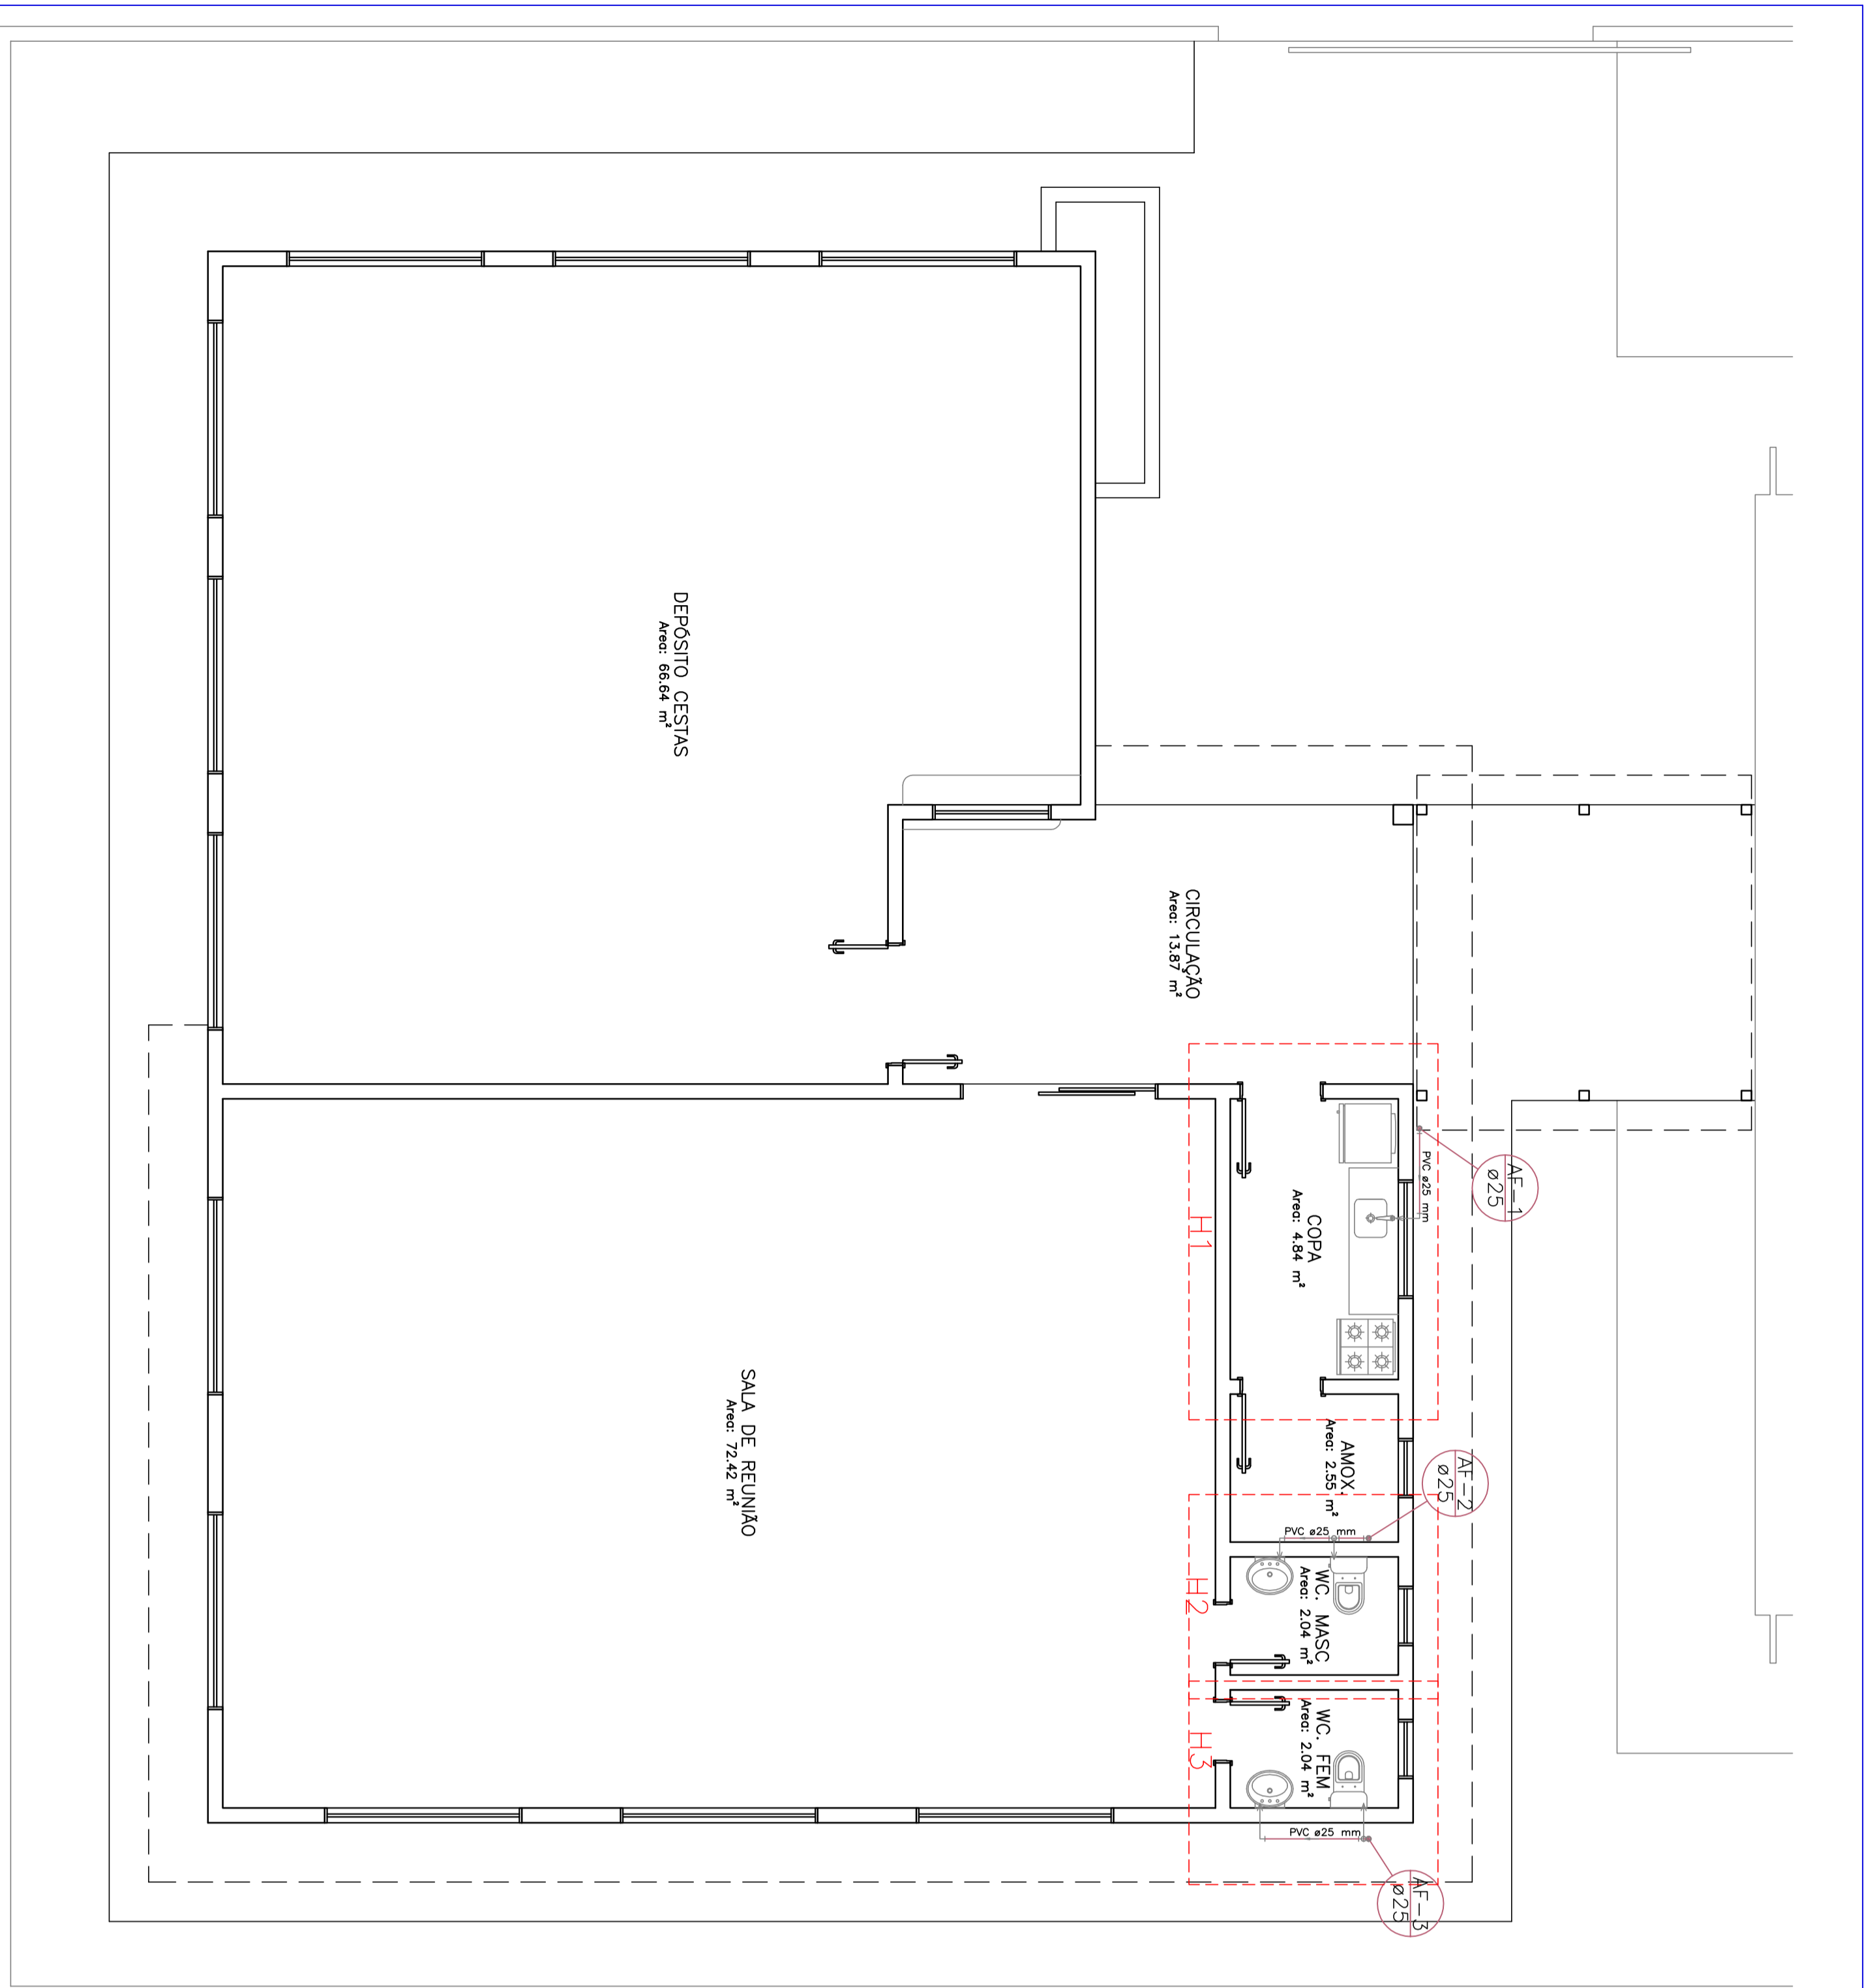 AF-1
ø25
PVC ø25 mm
CIRCULAÇÃO
Area: 13.87 m²
COPA
Area: 4.84 m²
H1
AF-2
ø25
AMOX.
Area: 2.55 m²
PVC ø25 mm
WC. MASC
Area: 2.04 m²
H2
WC. FEM
Area: 2.04 m²
H3
PVC ø25 mm
AF-3
ø25
DEPÓSITO CESTAS
Area: 66.64 m²
SALA DE REUNIÃO
Area: 72.42 m²